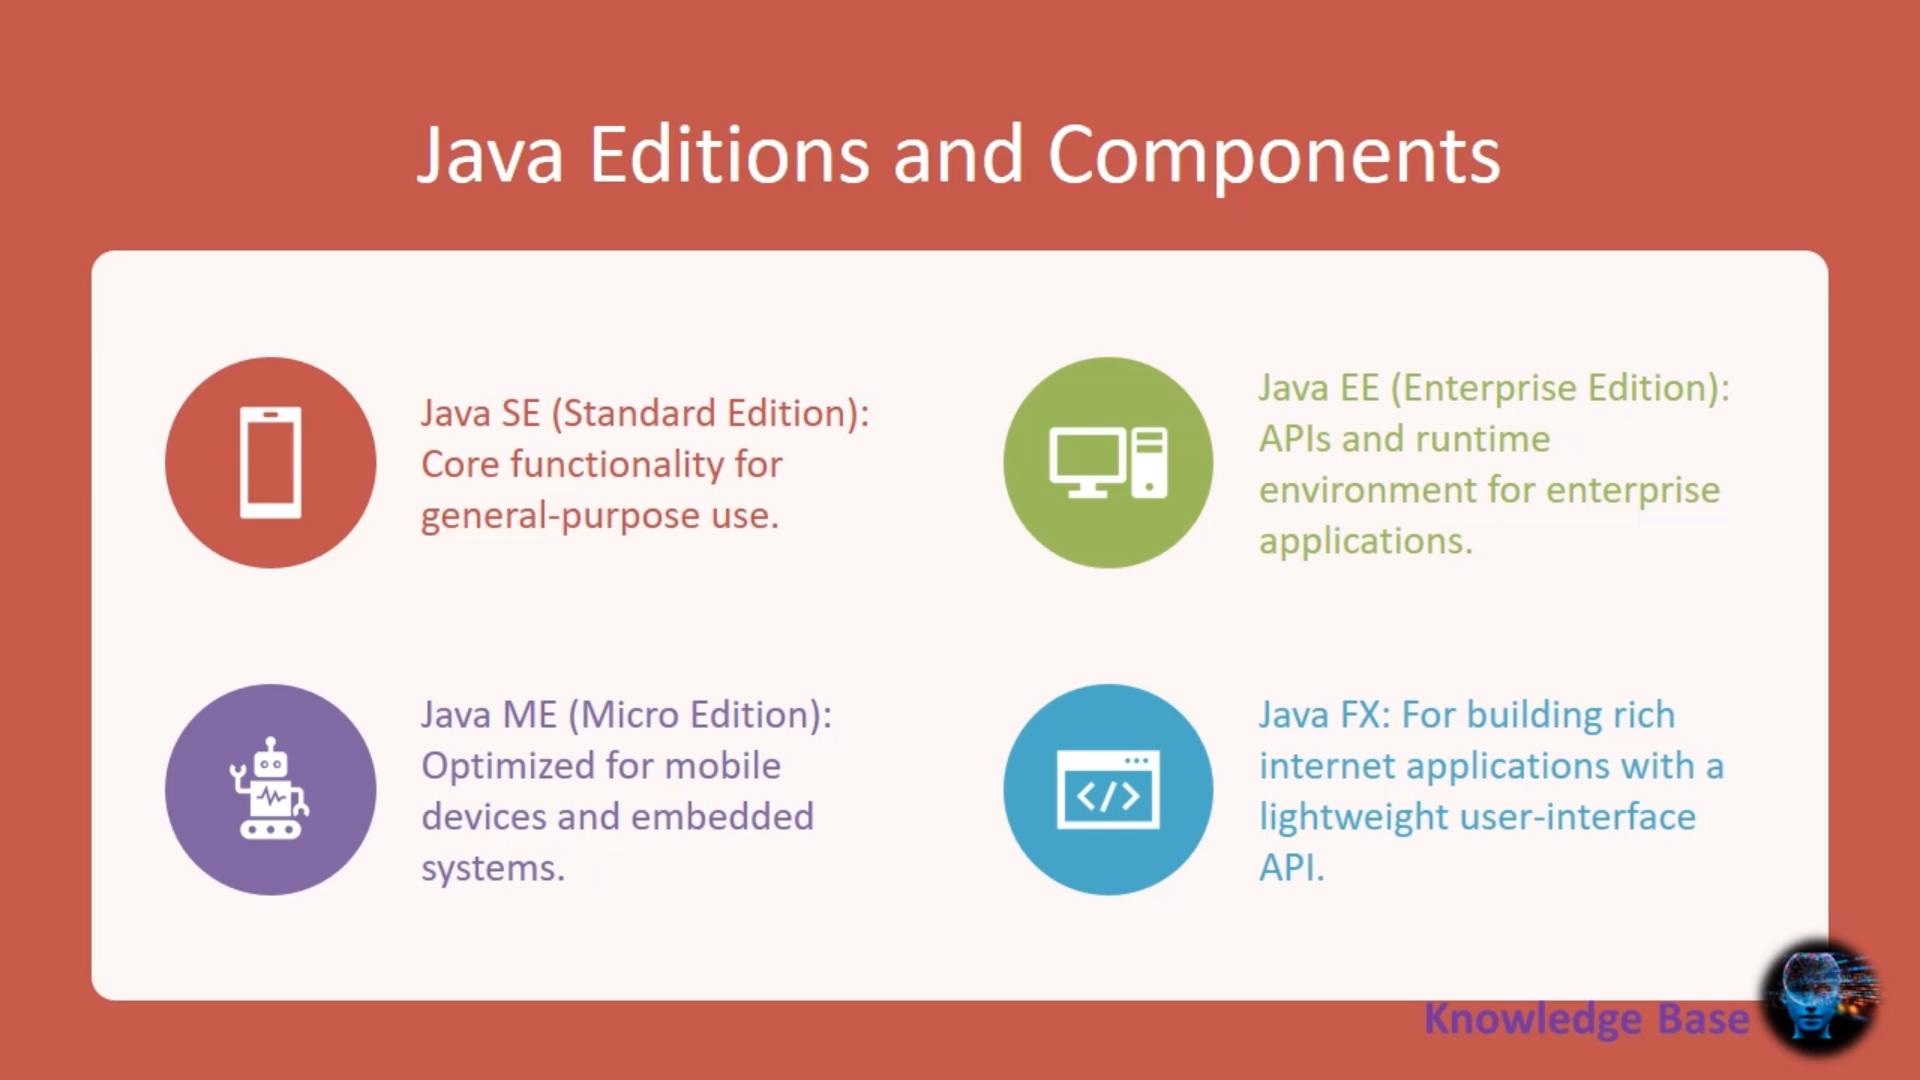 Java Editions and Components
Java SE (Standard Edition):
Core functionality for
general-purpose use.
Java EE (Enterprise Edition):
APIs and runtime
environment for enterprise
applications.
Java ME (Micro Edition):
Optimized for mobile
devices and embedded
systems.
Java FX: For building rich
internet applications with a
lightweight user-interface
API.
Knowledge Base